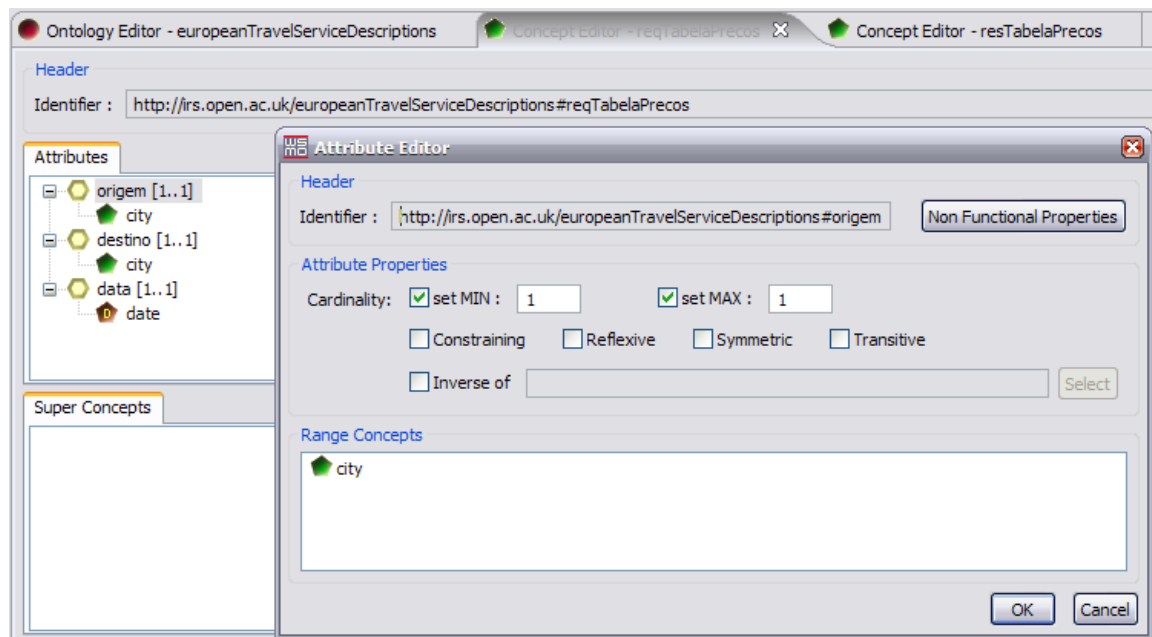 Ontology Editor - europeanTravelServiceDescriptions
Concept Editor - reqTabelaPrecos
Concept Editor - resTabelaPrecos
Header
Identifier : http://irs.open.ac.uk/europeanTravelServiceDescriptions#reqTabelaPrecos
Attributes
origem [1..1]
city
destino [1..1]
city
data [1..1]
D date
Super Concepts
WSMO Attribute Editor
Header
Identifier : http://irs.open.ac.uk/europeanTravelServiceDescriptions#origem Non Functional Properties
Attribute Properties
Cardinality: set MIN : 1 set MAX : 1
Constraining Reflexive Symmetric Transitive
Inverse of Select
Range Concepts
city
OK Cancel